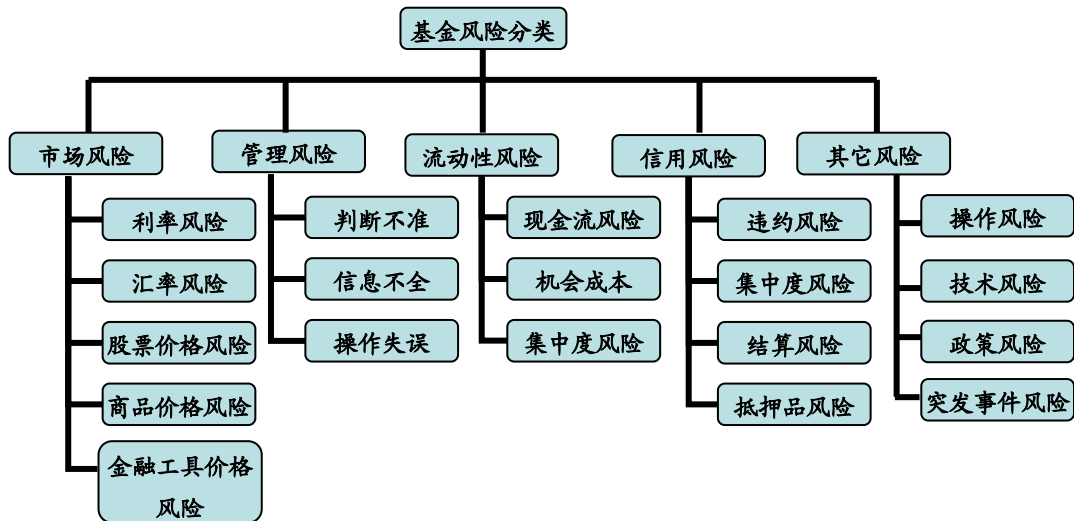 基金风险分类
市场风险
管理风险
流动性风险
信用风险
其它风险
利率风险
汇率风险
股票价格风险
商品价格风险
金融工具价格
风险
判断不准
信息不全
操作失误
现金流风险
机会成本
集中度风险
违约风险
集中度风险
结算风险
抵押品风险
操作风险
技术风险
政策风险
突发事件风险